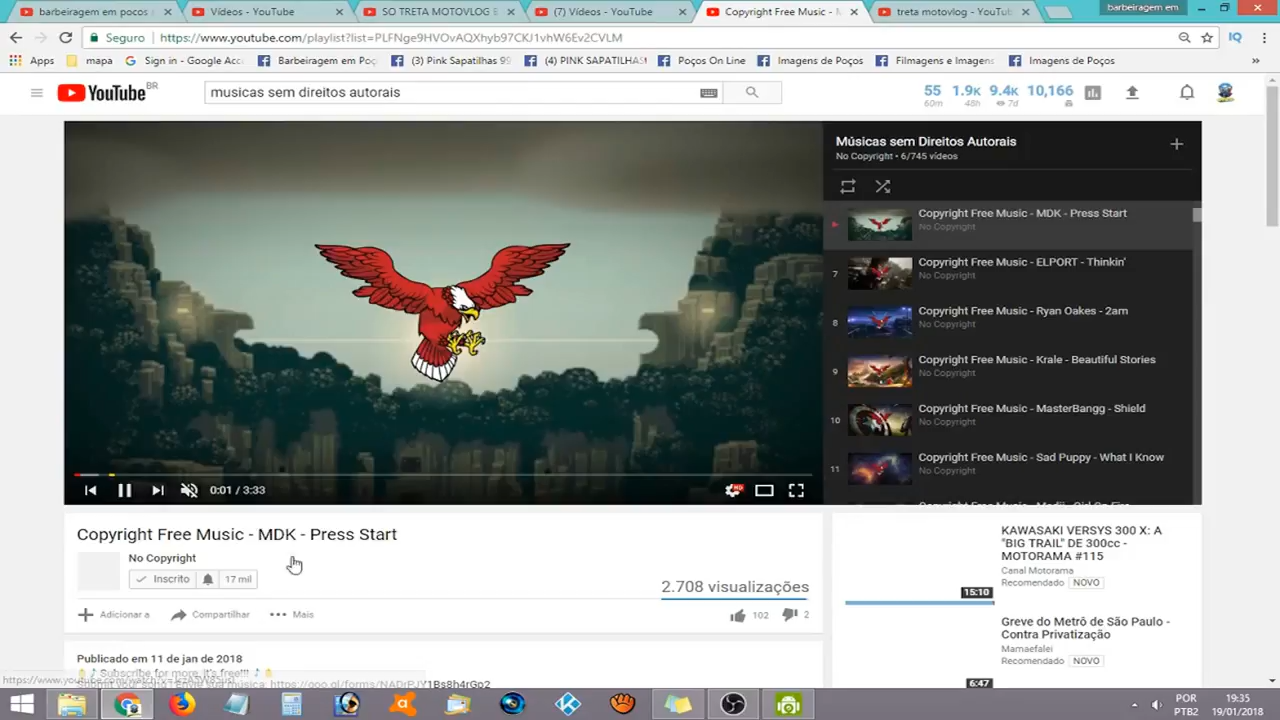 barbeiragem em pocos
Vídeos - YouTube
SO TRETA MOTOVLOG E
(7) Vídeos - YouTube
Copyright Free Music - M
treta motovlog - YouTub
barbeiragem em
Seguro
https://www.youtube.com/playlist?list=PLFNge9HVOvAQXhyb97CKJ1vhW6Ev2CVLM
Apps
mapa
Sign in - Google Acc
Barbeiragem em Poç
(3) Pink Sapatilhas 99
(4) PINK SAPATILHAS
Poços On Line
Imagens de Poços
Filmagens e Imagens
Imagens de Poços
»
YouTube BR
musicas sem direitos autorais
55 1.9K 9.4K 10,166
60m 48h 7d
Músicas sem Direitos Autorais
No Copyright • 6/745 vídeos
Copyright Free Music - MDK - Press Start
No Copyright
7
Copyright Free Music - ELPORT - Thinkin'
No Copyright
8
Copyright Free Music - Ryan Oakes - 2am
No Copyright
9
Copyright Free Music - Krale - Beautiful Stories
No Copyright
10
Copyright Free Music - MasterBangg - Shield
No Copyright
11
Copyright Free Music - Sad Puppy - What I Know
No Copyright
0:01 / 3:33
HD
Copyright Free Music - MDK - Press Start
No Copyright
Inscrito
17 mil
2.708 visualizações
Adicionar a
Compartilhar
Mais
102
2
Publicado em 11 de jan de 2018
Subscribe for more, it's free!!!
KAWASAKI VERSYS 300 X: A
"BIG TRAIL" DE 300cc -
MOTORAMA #115
Canal Motorama
Recomendado NOVO
15:10
Greve do Metrô de São Paulo -
Contra Privatização
Mamaefalei
Recomendado NOVO
6:47
POR
PTB2
19:35
19/01/2018